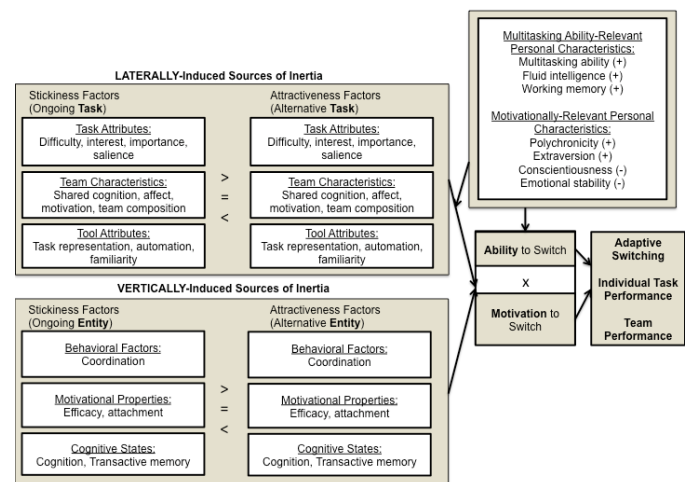 LATERALLY-Induced Sources of Inertia
Stickiness Factors
(Ongoing Task)
Task Attributes:
Difficulty, interest, importance,
salience
Team Characteristics:
Shared cognition, affect,
motivation, team composition
Tool Attributes:
Task representation, automation,
familiarity
>
=
<
Attractiveness Factors
(Alternative Task)
Task Attributes:
Difficulty, interest, importance,
salience
Team Characteristics:
Shared cognition, affect,
motivation, team composition
Tool Attributes:
Task representation, automation,
familiarity
VERTICALLY-Induced Sources of Inertia
Stickiness Factors
(Ongoing Entity)
Behavioral Factors:
Coordination
Motivational Properties:
Efficacy, attachment
Cognitive States:
Cognition, Transactive memory
>
=
<
Attractiveness Factors
(Alternative Entity)
Behavioral Factors:
Coordination
Motivational Properties:
Efficacy, attachment
Cognitive States:
Cognition, Transactive memory
Multitasking Ability-Relevant
Personal Characteristics:
Multitasking ability (+)
Fluid intelligence (+)
Working memory (+)
Motivationally-Relevant Personal
Characteristics:
Polychronicity (+)
Extraversion (+)
Conscientiousness (-)
Emotional stability (-)
Ability to Switch
x
Motivation to
Switch
Adaptive
Switching
Individual Task
Performance
Team
Performance